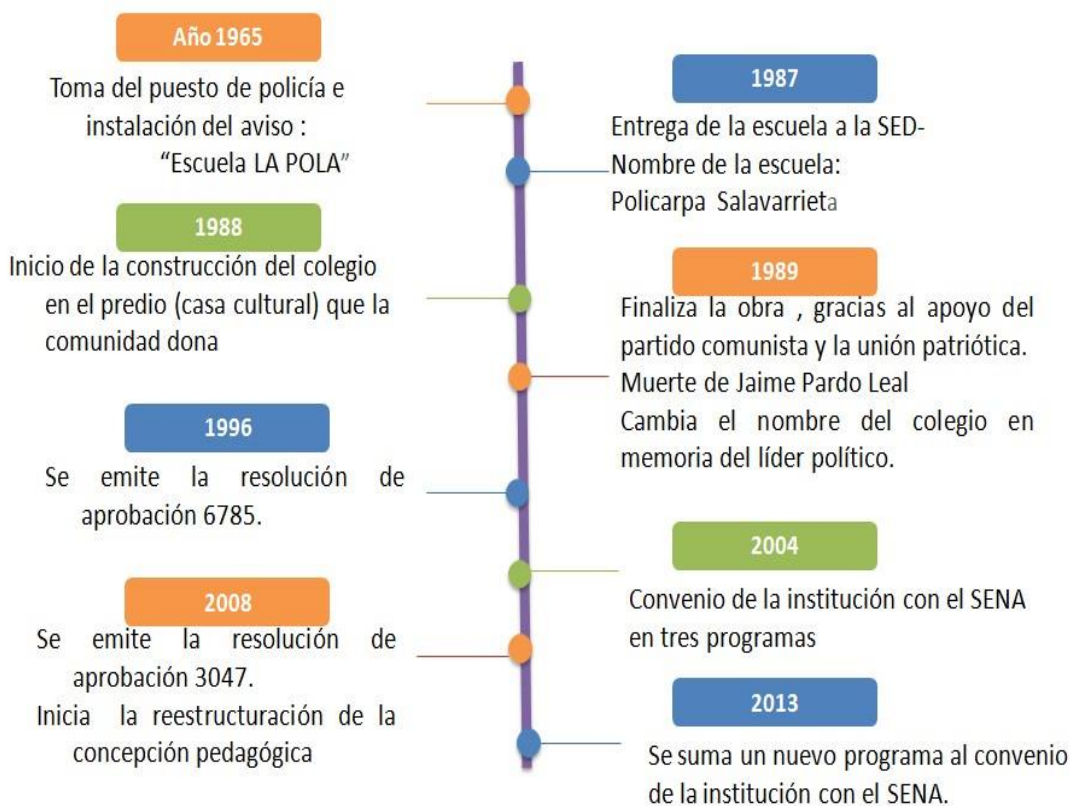 Año 1965
Toma del puesto de policía e
instalación del aviso :
“Escuela LA POLA”
1987
Entrega de la escuela a la SED-
Nombre de la escuela:
Policarpa Salavarrieta
1988
Inicio de la construcción del colegio
en el predio (casa cultural) que la
comunidad dona
1989
Finaliza la obra , gracias al apoyo del
partido comunista y la unión patriótica.
Muerte de Jaime Pardo Leal
Cambia el nombre del colegio en
memoria del líder político.
1996
Se emite la resolución de
aprobación 6785.
2004
Convenio de la institución con el SENA
en tres programas
2008
Se emite la resolución de
aprobación 3047.
Inicia la reestructuración de la
concepción pedagógica
2013
Se suma un nuevo programa al convenio
de la institución con el SENA.